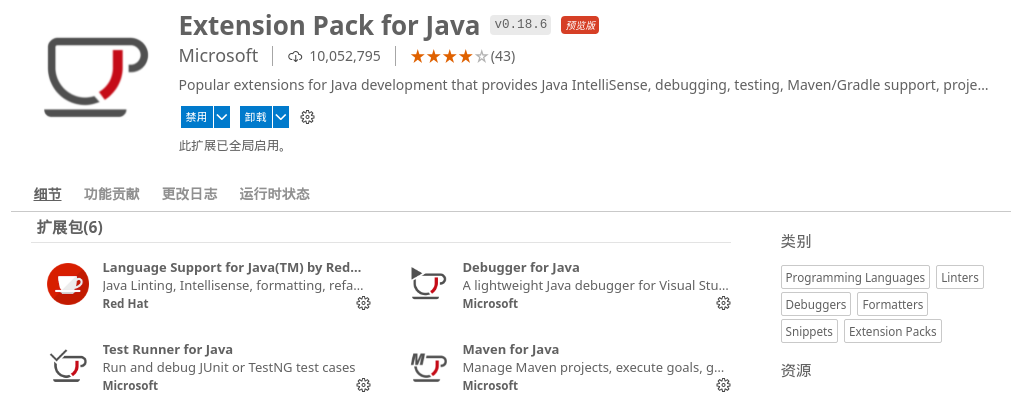 Extension Pack for Java v0.18.6 预览版
Microsoft 10,052,795 (43)
Popular extensions for Java development that provides Java IntelliSense, debugging, testing, Maven/Gradle support, proje...
禁用 卸载
此扩展已全局启用。
细节 功能贡献 更改日志 运行时状态
扩展包(6)
Language Support for Java(TM) by Red...
Java Linting, Intellisense, formatting, refa...
Red Hat
Debugger for Java
A lightweight Java debugger for Visual Stu...
Microsoft
Test Runner for Java
Run and debug JUnit or TestNG test cases
Microsoft
Maven for Java
Manage Maven projects, execute goals, g...
Microsoft
类别
Programming Languages Linters
Debuggers Formatters
Snippets Extension Packs
资源